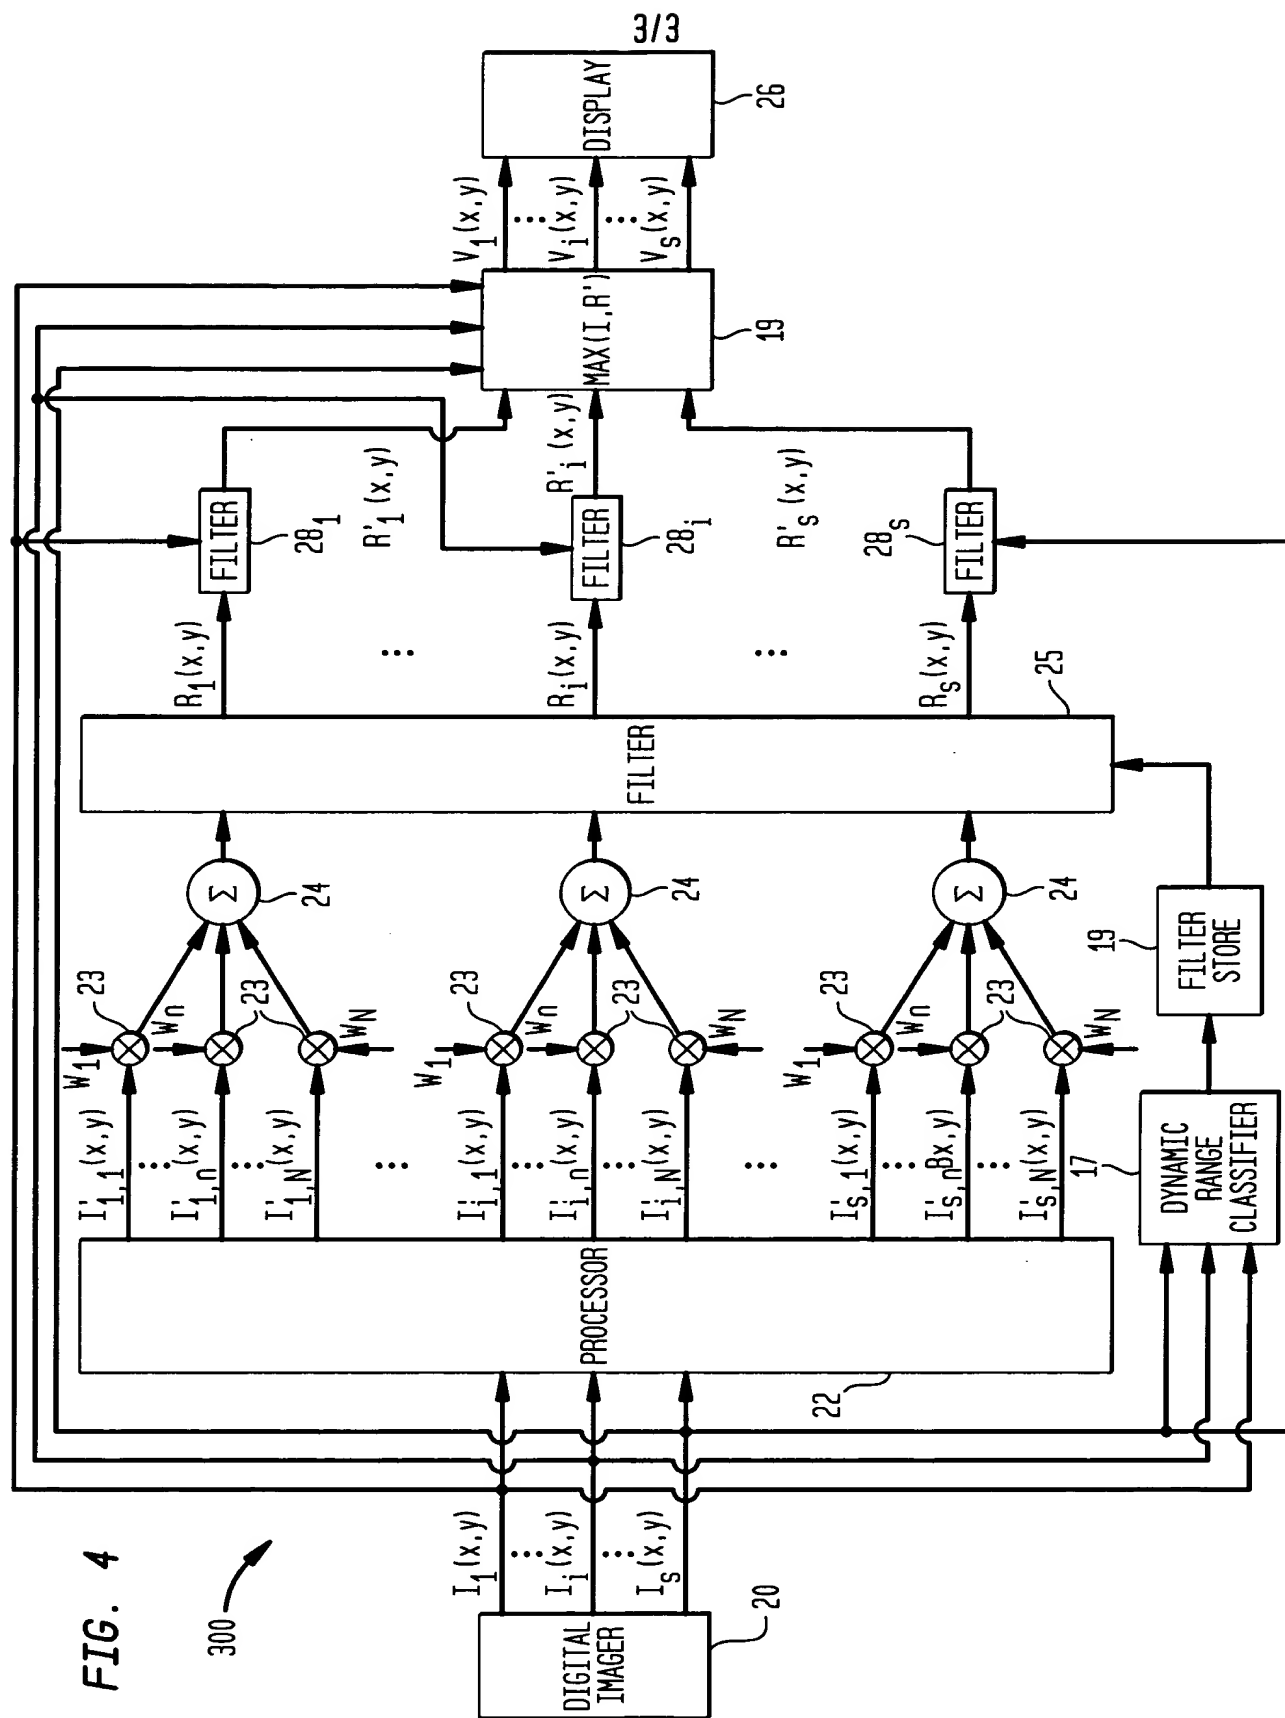 3/3
FIG. 4
300
DIGITAL
IMAGER
20
I1(x,y)
...
Ii(x,y)
...
Is(x,y)
PROCESSOR
22
I'1,1(x,y)
...
I'1,n(x,y)
...
I'1,N(x,y)
...
I'i,1(x,y)
...
I'i,n(x,y)
...
I'i,N(x,y)
...
I's,1(x,y)
...
I's,nBx,y)
...
I's,N(x,y)
W1
Wn
WN
23
23
Σ
24
W1
Wn
WN
23
23
Σ
24
W1
Wn
WN
23
23
Σ
24
17
DYNAMIC
RANGE
CLASSIFIER
19
FILTER
STORE
FILTER
25
R1(x,y)
...
Ri(x,y)
...
Rs(x,y)
FILTER
281
FILTER
28i
FILTER
28s
R'1(x,y)
R'i(x,y)
R's(x,y)
MAX(I,R')
19
V1(x,y)
...
Vi(x,y)
...
Vs(x,y)
DISPLAY
26